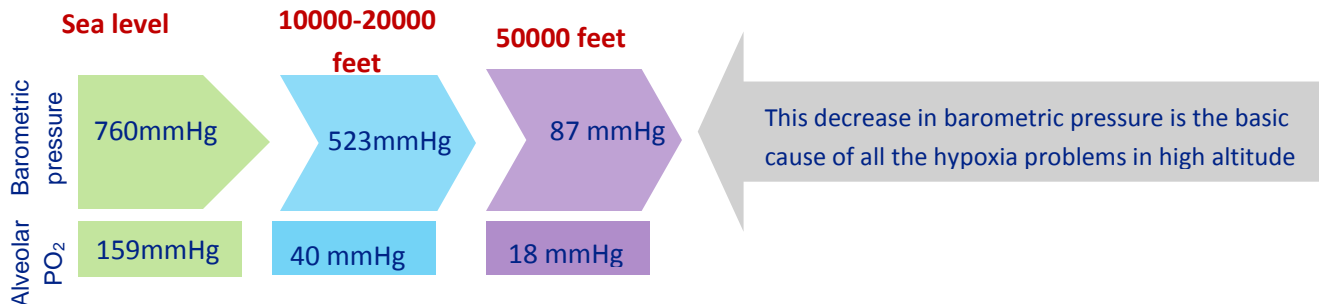 Sea level
10000-20000
feet
50000 feet
Barometric
pressure
760mmHg
523mmHg
87 mmHg
This decrease in barometric pressure is the basic
cause of all the hypoxia problems in high altitude
Alveolar
PO₂
159mmHg
40 mmHg
18 mmHg